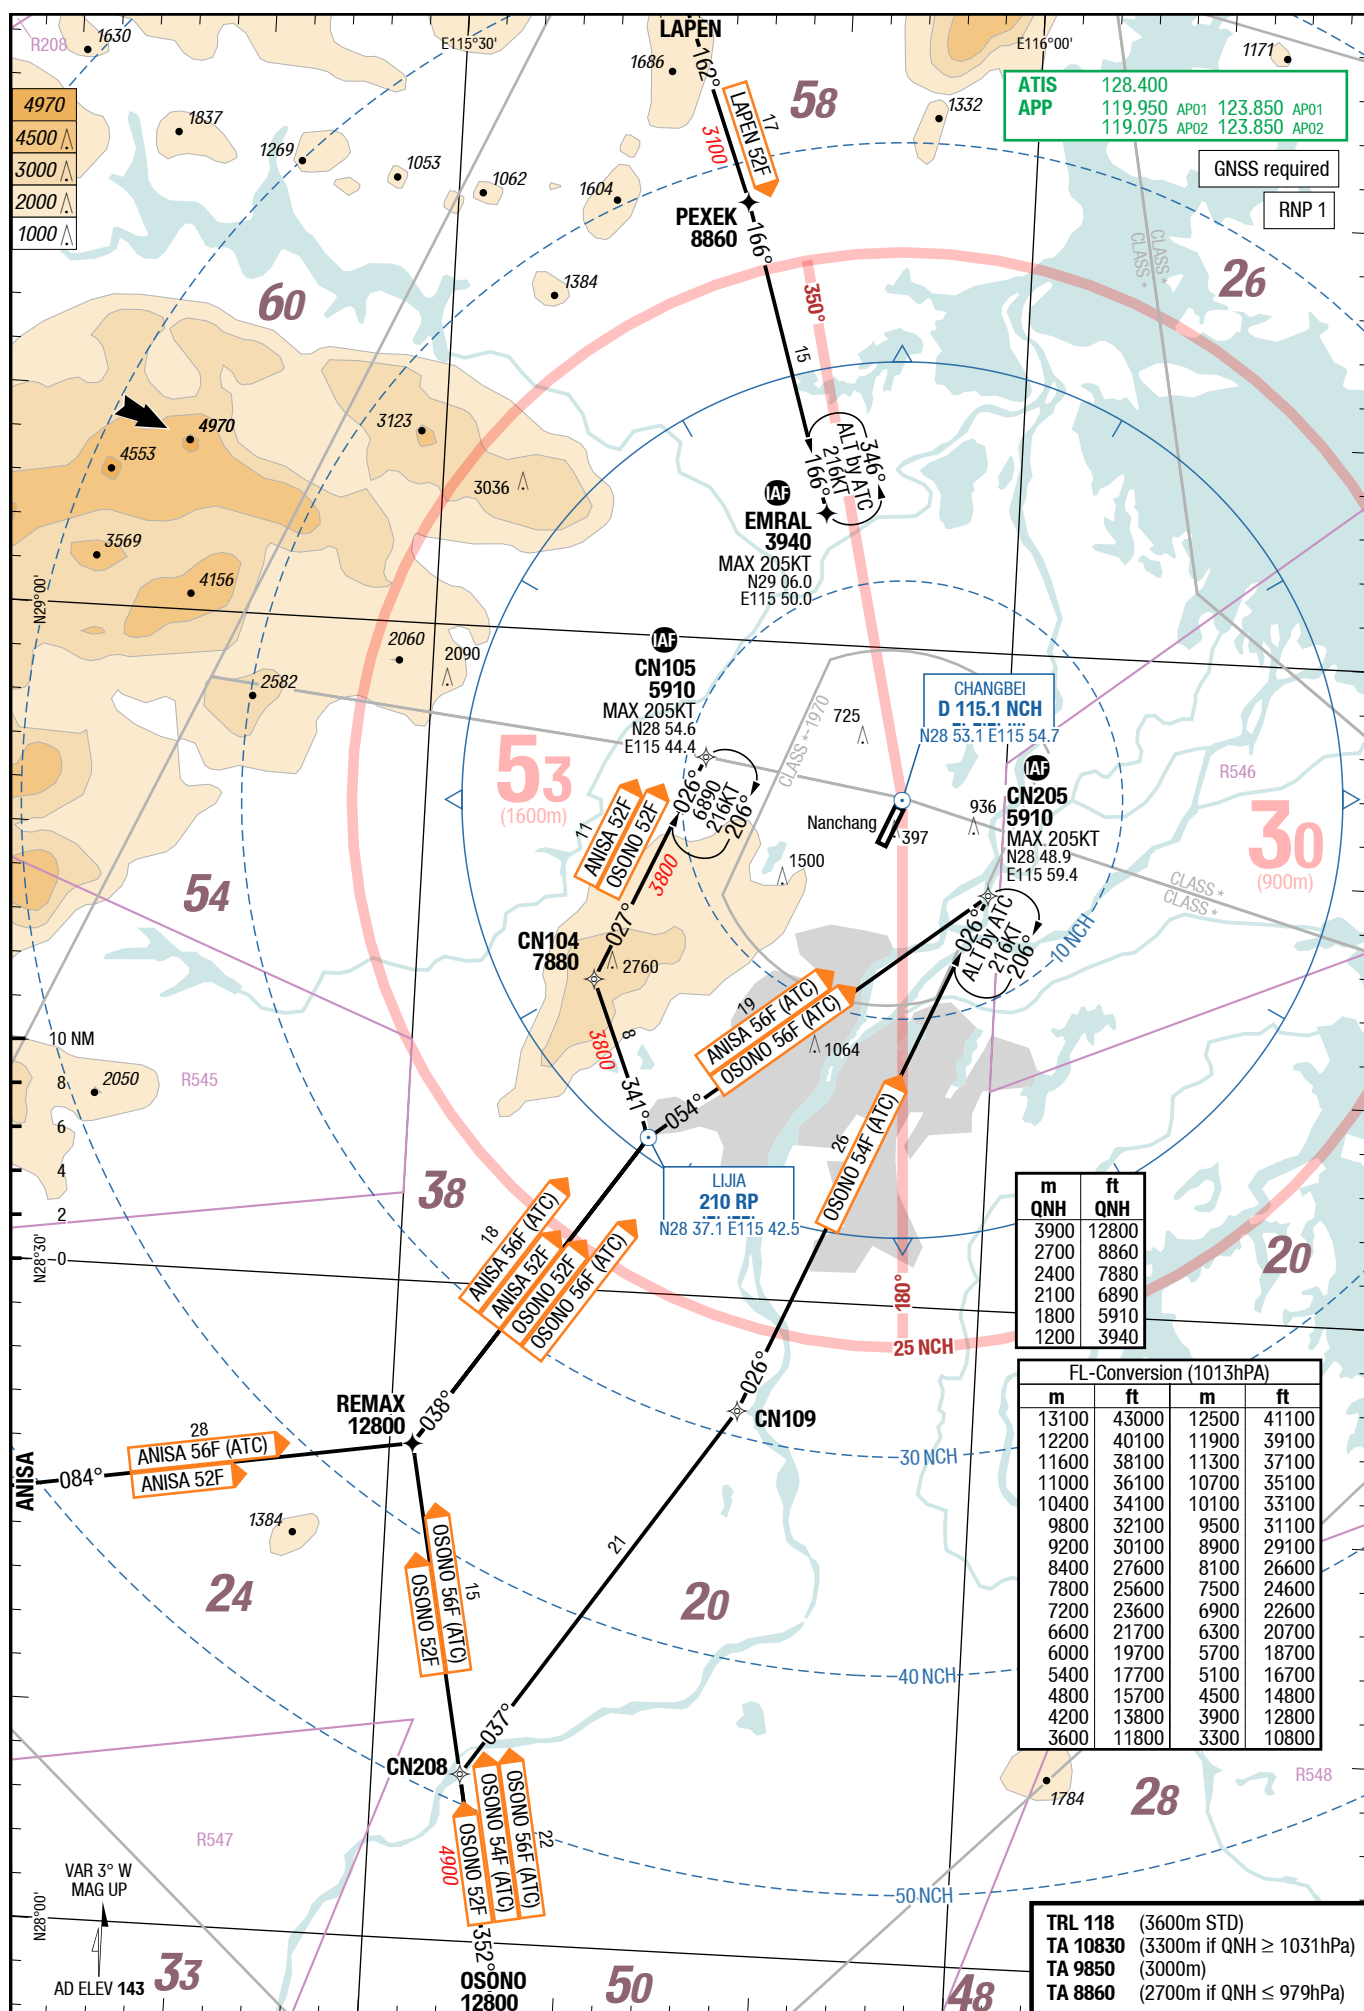 LAPEN
R208
1630
E115°30'
1686
162°
LAPEN 52F
17
3100
58
E116°00'
1171
1332
ATIS 128.400
APP 119.950 AP01 123.850 AP01
119.075 AP02 123.850 AP02
GNSS required
RNP 1
4970
4500
3000
2000
1000
1837
1269
1053
1062
1604
PEXEK
8860
166°
CLASS *
CLASS *
26
60
1384
350°
15
4970
4553
3123
3036
346°
ALT by ATC
216KT
166°
IAF
EMRAL
3940
MAX 205KT
N29 06.0
E115 50.0
3569
4156
N29°00'
2060
2090
2582
IAF
CN105
5910
MAX 205KT
N28 54.6
E115 44.4
CLASS *-1970
725
CHANGBEI
D 115.1 NCH
N28 53.1 E115 54.7
IAF
CN205
5910
MAX 205KT
N28 48.9
E115 59.4
R546
53
(1600m)
30
(900m)
026°
6890
216KT
206°
11
ANISA 52F
OSONO 52F
3800
027°
Nanchang
397
936
1500
CLASS *
CLASS *
54
CN104
7880
2760
026°
ALT by ATC
216KT
206°
10 NCH
19
ANISA 56F (ATC)
OSONO 56F (ATC)
1064
8
3800
341°
054°
10 NM
8
6
4
2
0
2050
R545
N28°30'
38
LIJIA
210 RP
N28 37.1 E115 42.5
26
OSONO 54F (ATC)
18
ANISA 56F (ATC)
ANISA 52F
OSONO 52F
OSONO 56F (ATC)
m ft
QNH QNH
3900 12800
2700 8860
2400 7880
2100 6890
1800 5910
1200 3940
20
180°
25 NCH
FL-Conversion (1013hPA)
m ft m ft
13100 43000 12500 41100
12200 40100 11900 39100
11600 38100 11300 37100
11000 36100 10700 35100
10400 34100 10100 33100
9800 32100 9500 31100
9200 30100 8900 29100
8400 27600 8100 26600
7800 25600 7500 24600
7200 23600 6900 22600
6600 21700 6300 20700
6000 19700 5700 18700
5400 17700 5100 16700
4800 15700 4500 14800
4200 13800 3900 12800
3600 11800 3300 10800
REMAX
12800
038°
026°
CN109
30 NCH
ANISA
084°
28
ANISA 56F (ATC)
ANISA 52F
1384
24
21
20
15
OSONO 56F (ATC)
OSONO 52F
40 NCH
037°
CN208
R547
R548
1784
28
22
OSONO 56F (ATC)
OSONO 54F (ATC)
OSONO 52F
4900
50 NCH
VAR 3° W
MAG UP
N28°00'
AD ELEV 143
33
352°
OSONO
12800
50
48
TRL 118 (3600m STD)
TA 10830 (3300m if QNH ≥ 1031hPa)
TA 9850 (3000m)
TA 8860 (2700m if QNH ≤ 979hPa)